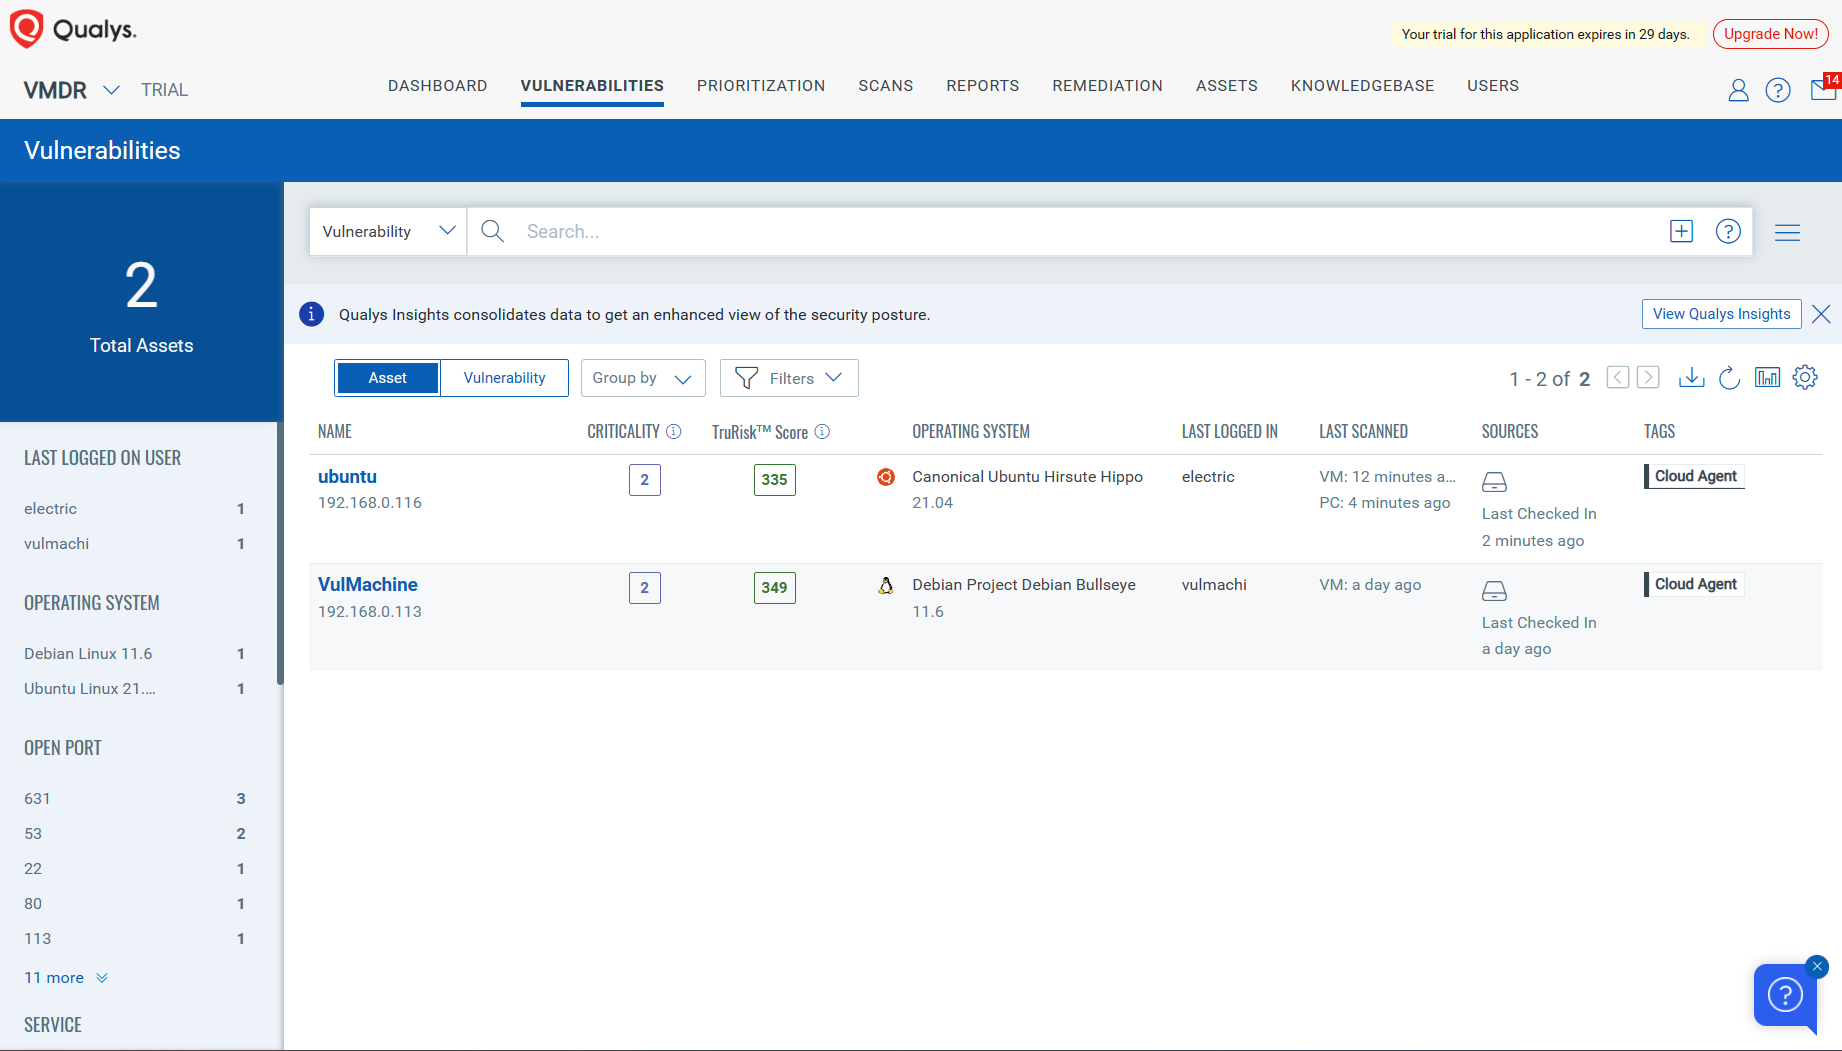 Qualys.
Your trial for this application expires in 29 days.
Upgrade Now!
VMDR TRIAL
DASHBOARD VULNERABILITIES PRIORITIZATION SCANS REPORTS REMEDIATION ASSETS KNOWLEDGEBASE USERS
14
Vulnerabilities
2
Total Assets
LAST LOGGED ON USER
electric 1
vulmachi 1
OPERATING SYSTEM
Debian Linux 11.6 1
Ubuntu Linux 21.... 1
OPEN PORT
631 3
53 2
22 1
80 1
113 1
11 more
SERVICE
Vulnerability
Search...
Qualys Insights consolidates data to get an enhanced view of the security posture.
View Qualys Insights
Asset Vulnerability Group by Filters
1 - 2 of 2
NAME CRITICALITY TruRisk™ Score OPERATING SYSTEM LAST LOGGED IN LAST SCANNED SOURCES TAGS
ubuntu 2 335 Canonical Ubuntu Hirsute Hippo electric VM: 12 minutes a... Cloud Agent
192.168.0.116 21.04 PC: 4 minutes ago
Last Checked In
2 minutes ago
VulMachine 2 349 Debian Project Debian Bullseye vulmachi VM: a day ago Cloud Agent
192.168.0.113 11.6
Last Checked In
a day ago